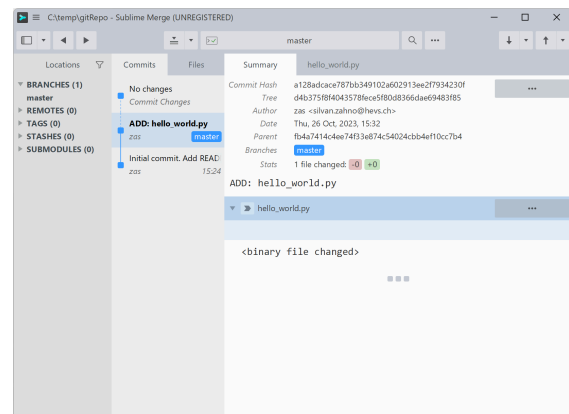 C:\temp\gitRepo - Sublime Merge (UNREGISTERED)
master
Locations
Commits
Files
Summary
hello_world.py
BRANCHES (1)
master
REMOTES (0)
TAGS (0)
STASHES (0)
SUBMODULES (0)
No changes
Commit Changes
ADD: hello_world.py
zas master
Initial commit. Add READ
zas 15:24
Commit Hash a128adcace787bb349102a602913ee2f7934230f
Tree d4b375f8f4043578fece5f80d8366dae69483f85
Author zas <silvan.zahno@hevs.ch>
Date Thu, 26 Oct, 2023, 15:32
Parent fb4a7414c4ee74f33e874c54024cbb4ef10cc7b4
Branches master
Stats 1 file changed: -0 +0
ADD: hello_world.py
hello_world.py
<binary file changed>